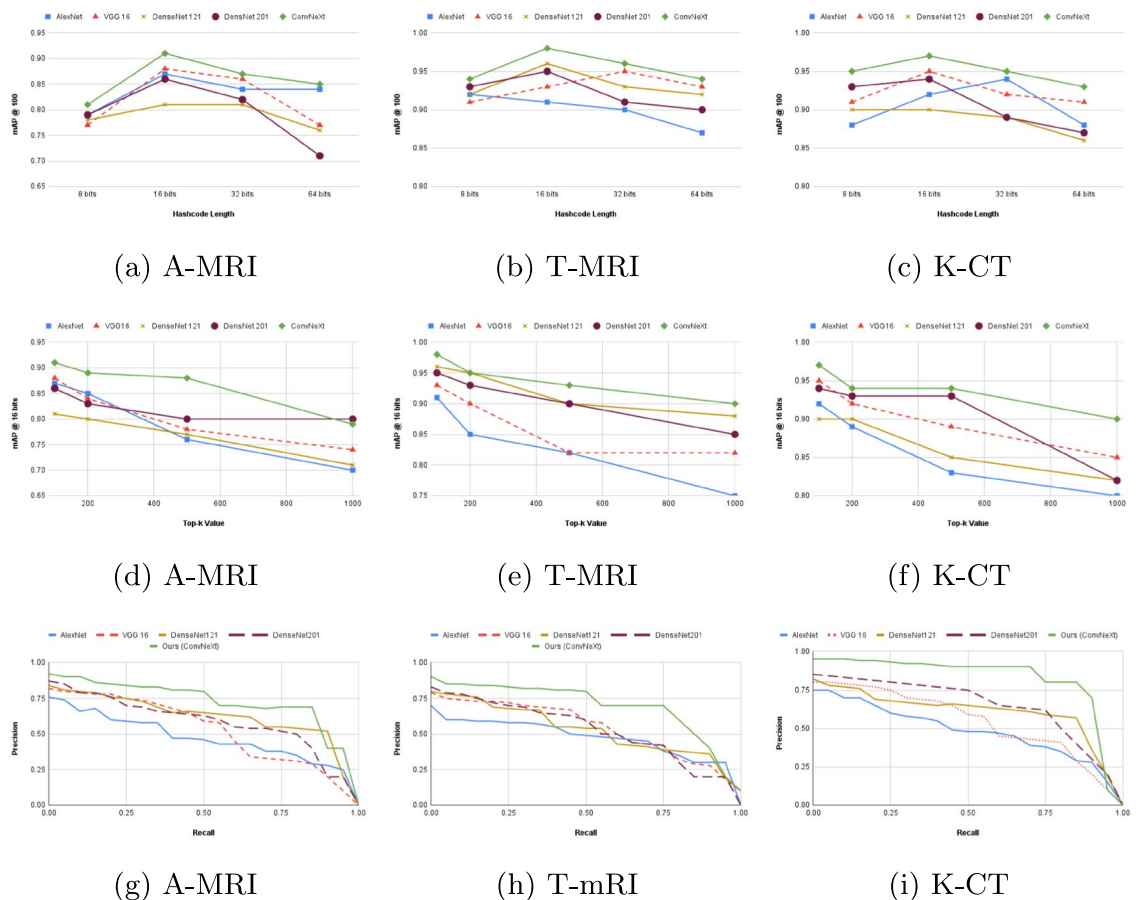 AlexNet VGG 16 DenseNet 121 DensNet 201 ConvNeXt
0.95
0.90
0.85
0.80
0.75
0.70
0.65
mAP @ 100
8 bits 16 bits 32 bits 64 bits
Hashcode Length
(a) A-MRI
AlexNet VGG 16 DenseNet 121 DensNet 201 ConvNeXt
1.00
0.95
0.90
0.85
0.80
mAP @ 100
8 bits 16 bits 32 bits 64 bits
Hashcode Length
(b) T-MRI
AlexNet VGG 16 DenseNet 121 DensNet 201 ConvNeXt
1.00
0.95
0.90
0.85
0.80
mAP @ 100
8 bits 16 bits 32 bits 64 bits
Hashcode Length
(c) K-CT
AlexNet VGG16 DenseNet 121 DensNet 201 ConvNeXt
0.95
0.90
0.85
0.80
0.75
0.70
0.65
mAP @ 16 bits
200 400 600 800 1000
Top-k Value
(d) A-MRI
AlexNet VGG16 DenseNet 121 DensNet 201 ConvNeXt
1.00
0.95
0.90
0.85
0.80
0.75
mAP @ 16 bits
200 400 600 800 1000
Top-k Value
(e) T-MRI
AlexNet VGG16 DenseNet 121 DensNet 201 ConvNeXt
1.00
0.95
0.90
0.85
0.80
mAP @ 16 bits
200 400 600 800 1000
Top-k Value
(f) K-CT
AlexNet VGG 16 DenseNet121 DenseNet201
Ours (ConvNeXt)
1.00
0.75
0.50
0.25
0.00
Precision
0.00 0.25 0.50 0.75 1.00
Recall
(g) A-MRI
AlexNet VGG 16 DenseNet121 DenseNet201
Ours (ConvNeXt)
1.00
0.75
0.50
0.25
0.00
Precision
0.00 0.25 0.50 0.75 1.00
Recall
(h) T-mRI
AlexNet VGG 16 DenseNet121 DenseNet201
Ours (ConvNeXt)
1.00
0.75
0.50
0.25
0.00
Precision
0.00 0.25 0.50 0.75 1.00
Recall
(i) K-CT